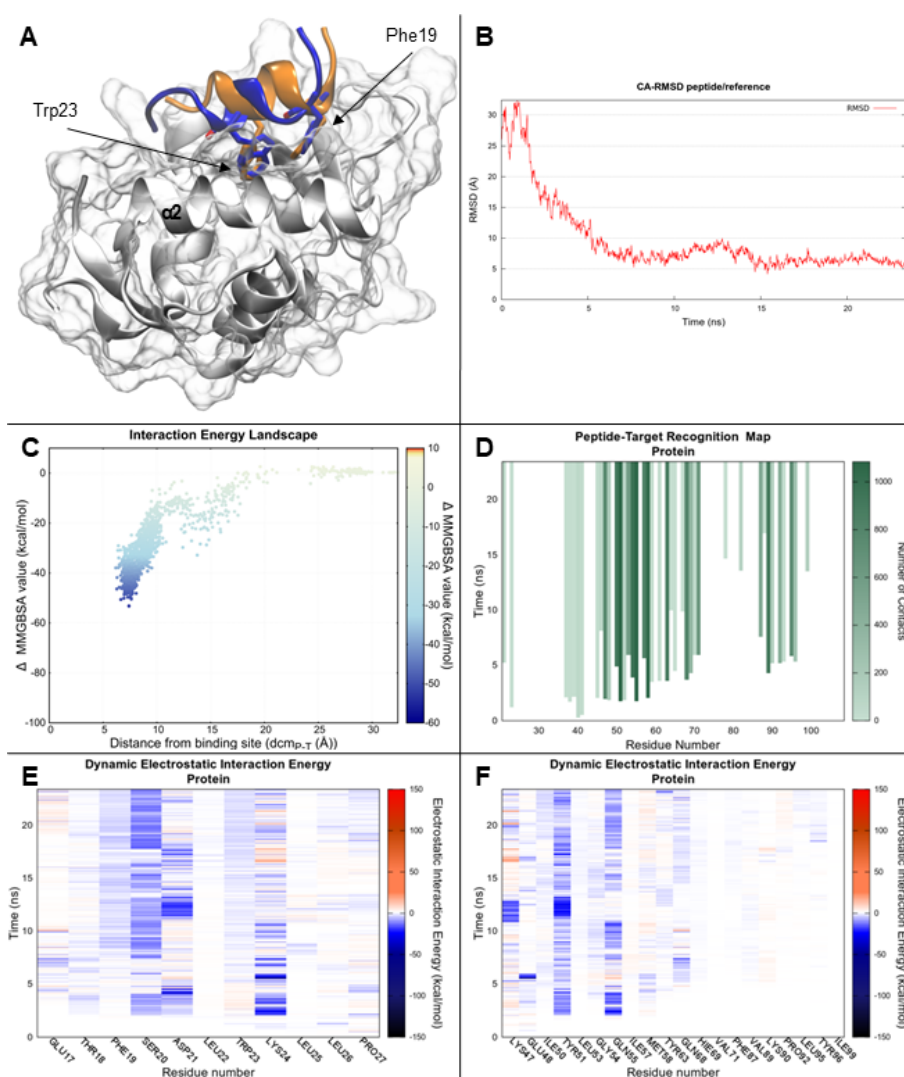 A
Phe19
Trp23
α2
B
CA-RMSD peptide/reference
RMSD
RMSD (Å)
30
25
20
15
10
5
0
0
5
10
15
20
Time (ns)
C
Interaction Energy Landscape
Δ MMGBSA value (kcal/mol)
0
-20
-40
-60
-80
-100
0
5
10
15
20
25
30
Distance from binding site (dcmP-T (Å))
10
0
-10
-20
-30
-40
-50
-60
Δ MMGBSA value (kcal/mol)
D
Peptide-Target Recognition Map
Protein
Time (ns)
20
15
10
5
0
30
40
50
60
70
80
90
100
Residue Number
1000
800
600
400
200
0
Number of Contacts
E
Dynamic Electrostatic Interaction Energy
Protein
Time (ns)
20
15
10
5
0
GLU17
THR18
PHE19
SER20
ASP21
LEU22
TRP23
LYS24
LEU25
LEU26
PRO27
Residue number
150
100
50
0
-50
-100
-150
Electrostatic Interaction Energy (kcal/mol)
F
Dynamic Electrostatic Interaction Energy
Protein
Time (ns)
20
15
10
5
0
LYS47
GLU48
ILE50
TYR51
LEU53
GLY54
GLN55
ILE57
MET58
TYR63
GLN68
HIE69
VAL71
PHE87
VAL89
LYS90
PRO92
LEU95
TYR96
ILE99
Residue number
150
100
50
0
-50
-100
-150
Electrostatic Interaction Energy (kcal/mol)